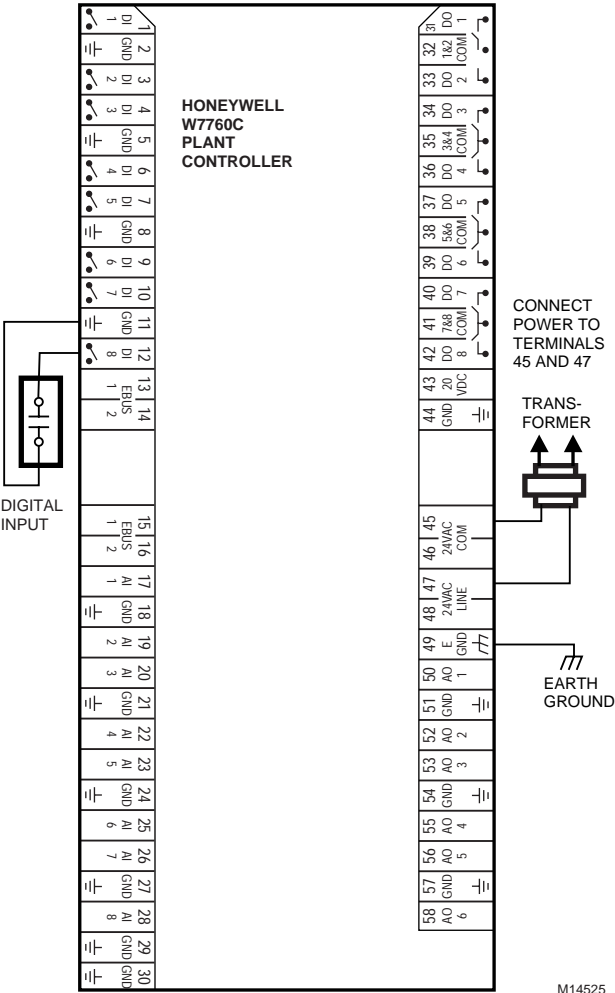 HONEYWELL
W7760C
PLANT
CONTROLLER
1 DI 1
2 GND
3 DI 2
4 DI 3
5 GND
6 DI 4
7 DI 5
8 GND
9 DI 6
10 DI 7
11 GND
12 DI 8
13 14 EBUS 1 2
15 16 EBUS 1 2
17 AI 1
18 GND
19 AI 2
20 AI 3
21 GND
22 AI 4
23 AI 5
24 GND
25 AI 6
26 AI 7
27 GND
28 AI 8
29 GND
30 GND
DIGITAL
INPUT
31 DO 1
32 1&2 COM
33 DO 2
34 DO 3
35 3&4 COM
36 DO 4
37 DO 5
38 5&6 COM
39 DO 6
40 DO 7
41 7&8 COM
42 DO 8
43 20 VDC
44 GND
45 46 24VAC COM
47 48 24VAC LINE
49 E GND
50 AO 1
51 GND
52 AO 2
53 AO 3
54 GND
55 AO 4
56 AO 5
57 GND
58 AO 6
CONNECT
POWER TO
TERMINALS
45 AND 47
TRANS-
FORMER
EARTH
GROUND
M14525